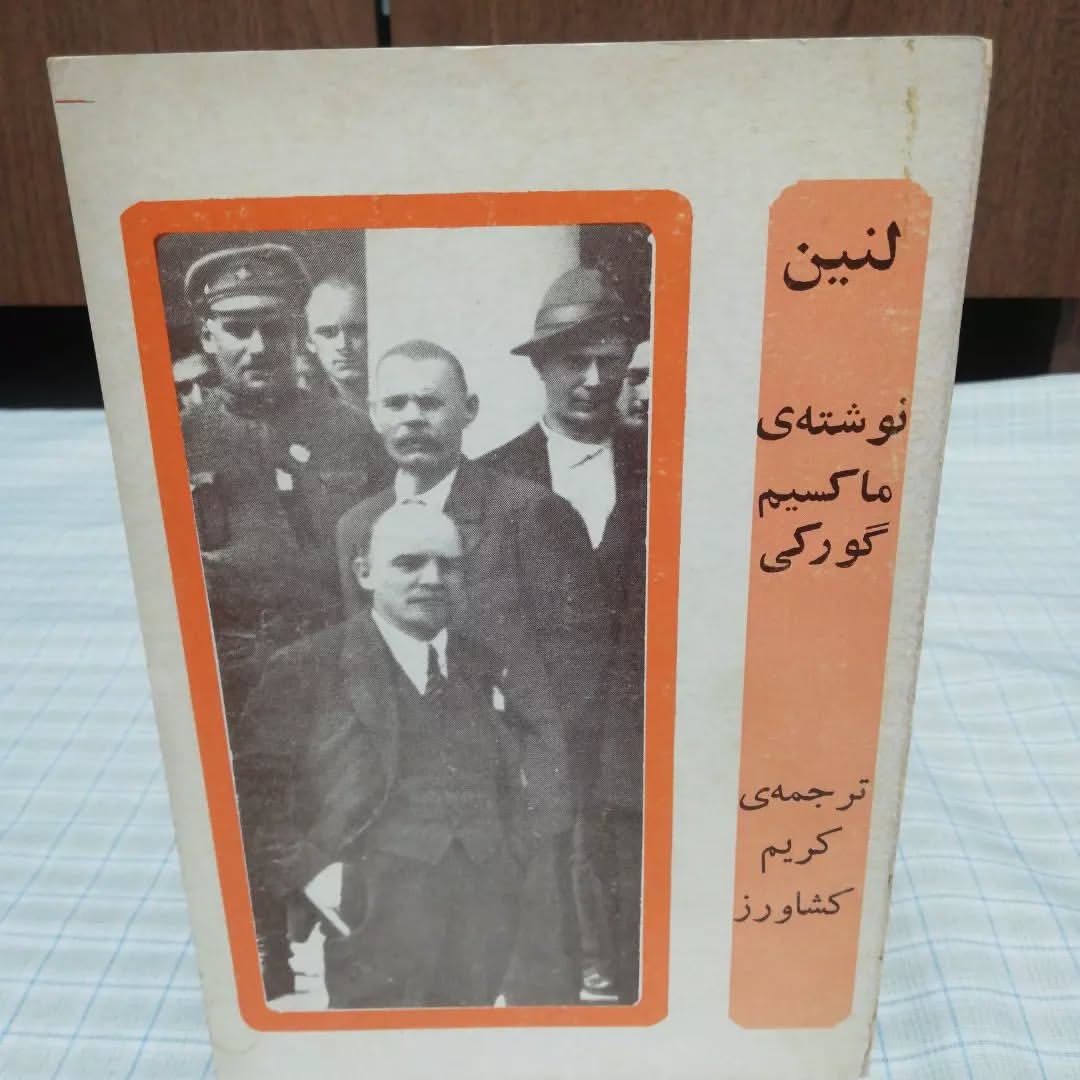 لنین
نوشته‌ی
ماکسیم
گورکی
ترجمه‌ی
کریم
کشاورز